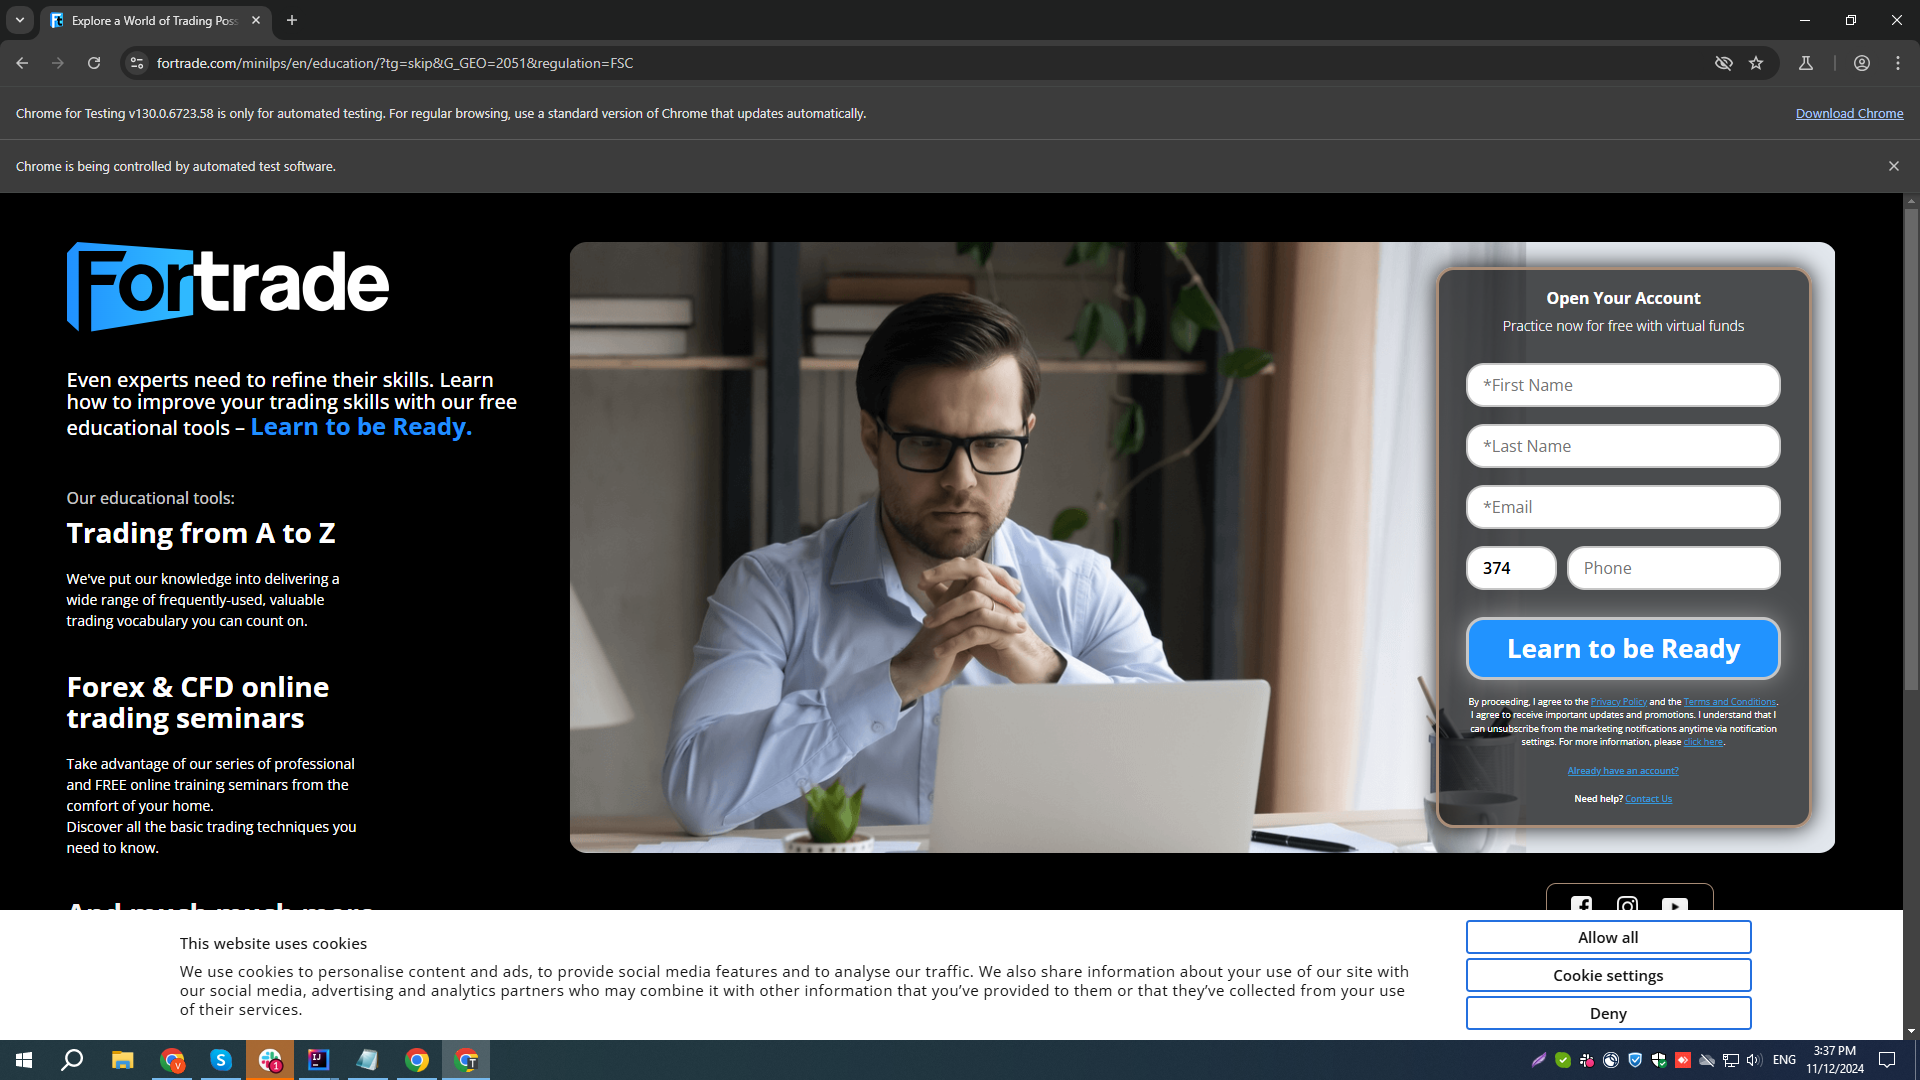 Explore a World of Trading Poss
fortrade.com/minilps/en/education/?tg=skip&G_GEO=2051&regulation=FSC
Chrome for Testing v130.0.6723.58 is only for automated testing. For regular browsing, use a standard version of Chrome that updates automatically.
Download Chrome
Chrome is being controlled by automated test software.
Fortrade
Even experts need to refine their skills. Learn
how to improve your trading skills with our free
educational tools – Learn to be Ready.
Our educational tools:
Trading from A to Z
We've put our knowledge into delivering a
wide range of frequently-used, valuable
trading vocabulary you can count on.
Forex & CFD online
trading seminars
Take advantage of our series of professional
and FREE online training seminars from the
comfort of your home.
Discover all the basic trading techniques you
need to know.
And much much more
Open Your Account
Practice now for free with virtual funds
*First Name
*Last Name
*Email
374 Phone
Learn to be Ready
By proceeding, I agree to the Privacy Policy and the Terms and Conditions.
I agree to receive important updates and promotions. I understand that I
can unsubscribe from the marketing notifications anytime via notification
settings. For more information, please click here.
Already have an account?
Need help? Contact Us
This website uses cookies
We use cookies to personalise content and ads, to provide social media features and to analyse our traffic. We also share information about your use of our site with
our social media, advertising and analytics partners who may combine it with other information that you've provided to them or that they've collected from your use
of their services.
Allow all
Cookie settings
Deny
ENG
3:37 PM
11/12/2024